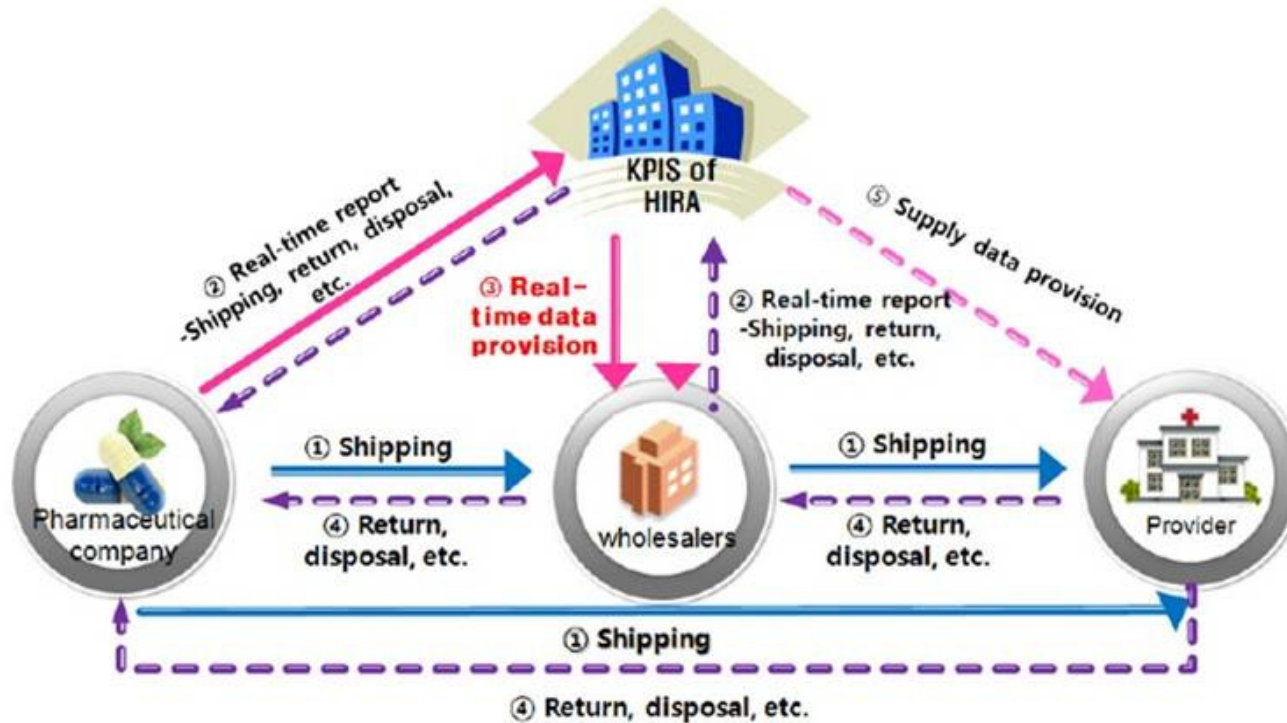 KPIS of
HIRA
② Real-time report
-Shipping, return, disposal,
etc.
③ Real-
time data
provision
② Real-time report
-Shipping, return,
disposal, etc.
⑤ Supply data provision
① Shipping
④ Return,
disposal, etc.
① Shipping
④ Return,
disposal, etc.
Pharmaceutical
company
wholesalers
Provider
① Shipping
④ Return, disposal, etc.